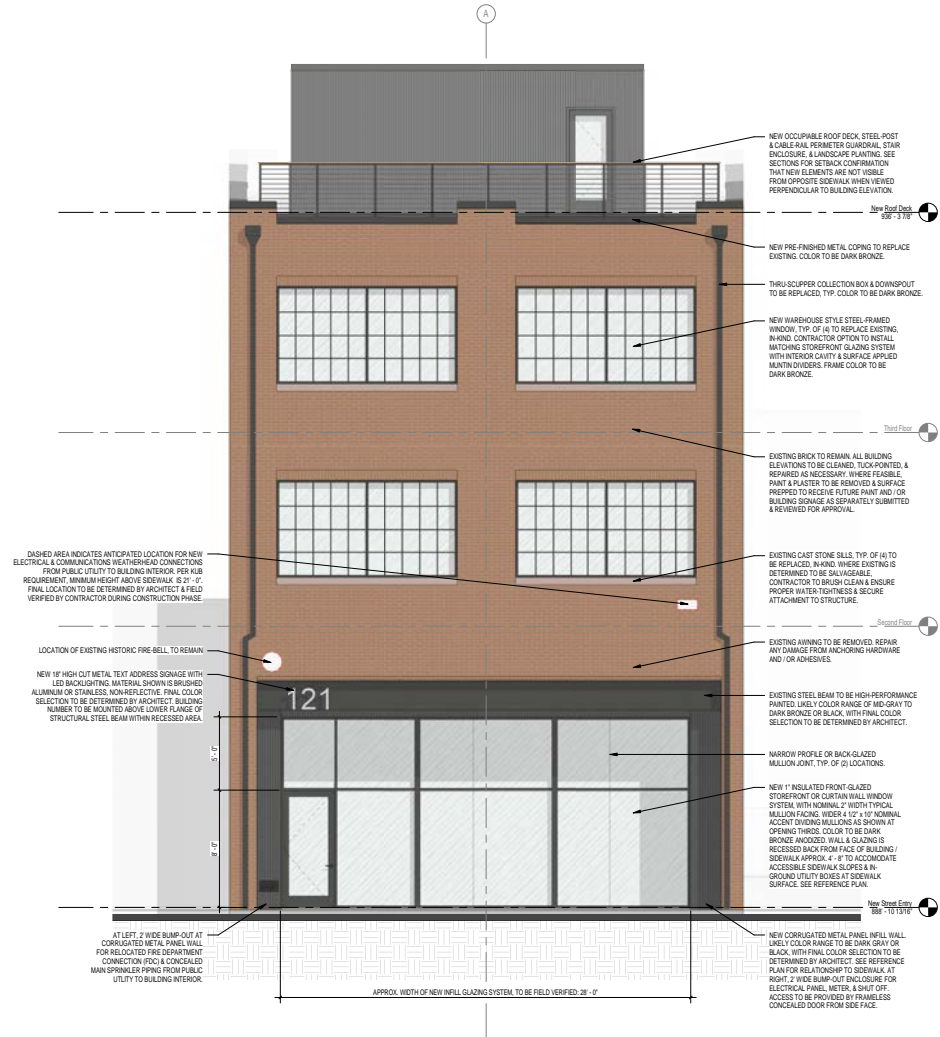 A
NEW OCCUPIABLE ROOF DECK, STEEL-POST
& CABLE-RAIL PERIMETER GUARDRAIL, STAIR
ENCLOSURE, & LANDSCAPE PLANTING. SEE
SECTIONS FOR SETBACK CONFIRMATION
THAT NEW ELEMENTS ARE NOT VISIBLE
FROM OPPOSITE SIDEWALK WHEN VIEWED
PERPENDICULAR TO BUILDING ELEVATION.
New Roof Deck
936' - 3 7/8"
NEW PRE-FINISHED METAL COPING TO REPLACE
EXISTING. COLOR TO BE DARK BRONZE.
THRU-SCUPPER COLLECTION BOX & DOWNSPOUT
TO BE REPLACED, TYP. COLOR TO BE DARK BRONZE.
NEW WAREHOUSE STYLE STEEL-FRAMED
WINDOW, TYP. OF (4) TO REPLACE EXISTING,
IN-KIND. CONTRACTOR OPTION TO INSTALL
MATCHING STOREFRONT GLAZING SYSTEM
WITH INTERIOR CAVITY & SURFACE APPLIED
MUNTIN DIVIDERS. FRAME COLOR TO BE
DARK BRONZE.
Third Floor
EXISTING BRICK TO REMAIN. ALL BUILDING
ELEVATIONS TO BE CLEANED, TUCK-POINTED, &
REPAIRED AS NECESSARY. WHERE FEASIBLE,
PAINT & PLASTER TO BE REMOVED & SURFACE
PREPPED TO RECEIVE FUTURE PAINT AND / OR
BUILDING SIGNAGE AS SEPARATELY SUBMITTED
& REVIEWED FOR APPROVAL.
DASHED AREA INDICATES ANTICIPATED LOCATION FOR NEW
ELECTRICAL & COMMUNICATIONS WEATHERHEAD CONNECTIONS
FROM PUBLIC UTILITY TO BUILDING INTERIOR. PER KUB
REQUIREMENT, MINIMUM HEIGHT ABOVE SIDEWALK IS 21' - 0".
FINAL LOCATION TO BE DETERMINED BY ARCHITECT & FIELD
VERIFIED BY CONTRACTOR DURING CONSTRUCTION PHASE.
EXISTING CAST STONE SILLS, TYP. OF (4) TO
BE REPLACED, IN-KIND. WHERE EXISTING IS
DETERMINED TO BE SALVAGEABLE,
CONTRACTOR TO BRUSH CLEAN & ENSURE
PROPER WATER-TIGHTNESS & SECURE
ATTACHMENT TO STRUCTURE.
Second Floor
LOCATION OF EXISTING HISTORIC FIRE-BELL, TO REMAIN
EXISTING AWNING TO BE REMOVED. REPAIR
ANY DAMAGE FROM ANCHORING HARDWARE
AND / OR ADHESIVES.
NEW 18" HIGH CUT METAL TEXT ADDRESS SIGNAGE WITH
LED BACKLIGHTING. MATERIAL SHOWN IS BRUSHED
ALUMINUM OR STAINLESS, NON-REFLECTIVE. FINAL COLOR
SELECTION TO BE DETERMINED BY ARCHITECT. BUILDING
NUMBER TO BE MOUNTED ABOVE LOWER FLANGE OF
STRUCTURAL STEEL BEAM WITHIN RECESSED AREA.
121
EXISTING STEEL BEAM TO BE HIGH-PERFORMANCE
PAINTED. LIKELY COLOR RANGE OF MID-GRAY TO
DARK BRONZE OR BLACK, WITH FINAL COLOR
SELECTION TO BE DETERMINED BY ARCHITECT.
5' - 0"
NARROW PROFILE OR BACK-GLAZED
MULLION JOINT, TYP. OF (2) LOCATIONS.
NEW 1" INSULATED FRONT-GLAZED
STOREFRONT OR CURTAIN WALL WINDOW
SYSTEM, WITH NOMINAL 2" WIDTH TYPICAL
MULLION FACING. WIDER 4 1/2" x 10" NOMINAL
ACCENT DIVIDING MULLIONS AS SHOWN AT
OPENING THIRDS. COLOR TO BE DARK
BRONZE ANODIZED. WALL & GLAZING IS
RECESSED BACK FROM FACE OF BUILDING /
SIDEWALK APPROX. 4' - 8" TO ACCOMODATE
ACCESSIBLE SIDEWALK SLOPES & IN-
GROUND UTILITY BOXES AT SIDEWALK
SURFACE. SEE REFERENCE PLAN.
8' - 0"
New Street Entry
888' - 10 13/16"
AT LEFT, 2' WIDE BUMP-OUT AT
CORRUGATED METAL PANEL WALL
FOR RELOCATED FIRE DEPARTMENT
CONNECTION (FDC) & CONCEALED
MAIN SPRINKLER PIPING FROM PUBLIC
UTLITY TO BUILDING INTERIOR.
NEW CORRUGATED METAL PANEL INFILL WALL.
LIKELY COLOR RANGE TO BE DARK GRAY OR
BLACK, WITH FINAL COLOR SELECTION TO BE
DETERMINED BY ARCHITECT. SEE REFERENCE
PLAN FOR RELATIONSHIP TO SIDEWALK. AT
RIGHT, 2' WIDE BUMP-OUT ENCLOSURE FOR
ELECTRICAL PANEL, METER, & SHUT OFF.
ACCESS TO BE PROVIDED BY FRAMELESS
CONCEALED DOOR FROM SIDE FACE.
APPROX. WIDTH OF NEW INFILL GLAZING SYSTEM, TO BE FIELD VERIFIED: 28' - 0"